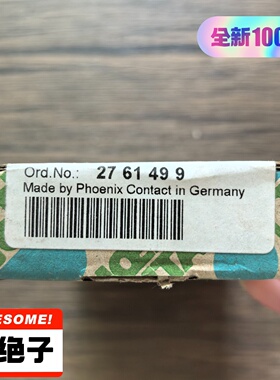 全新100
Ord.No.: 27 61 49 9
Made by Phoenix Contact in Germany
ESOME!
绝子